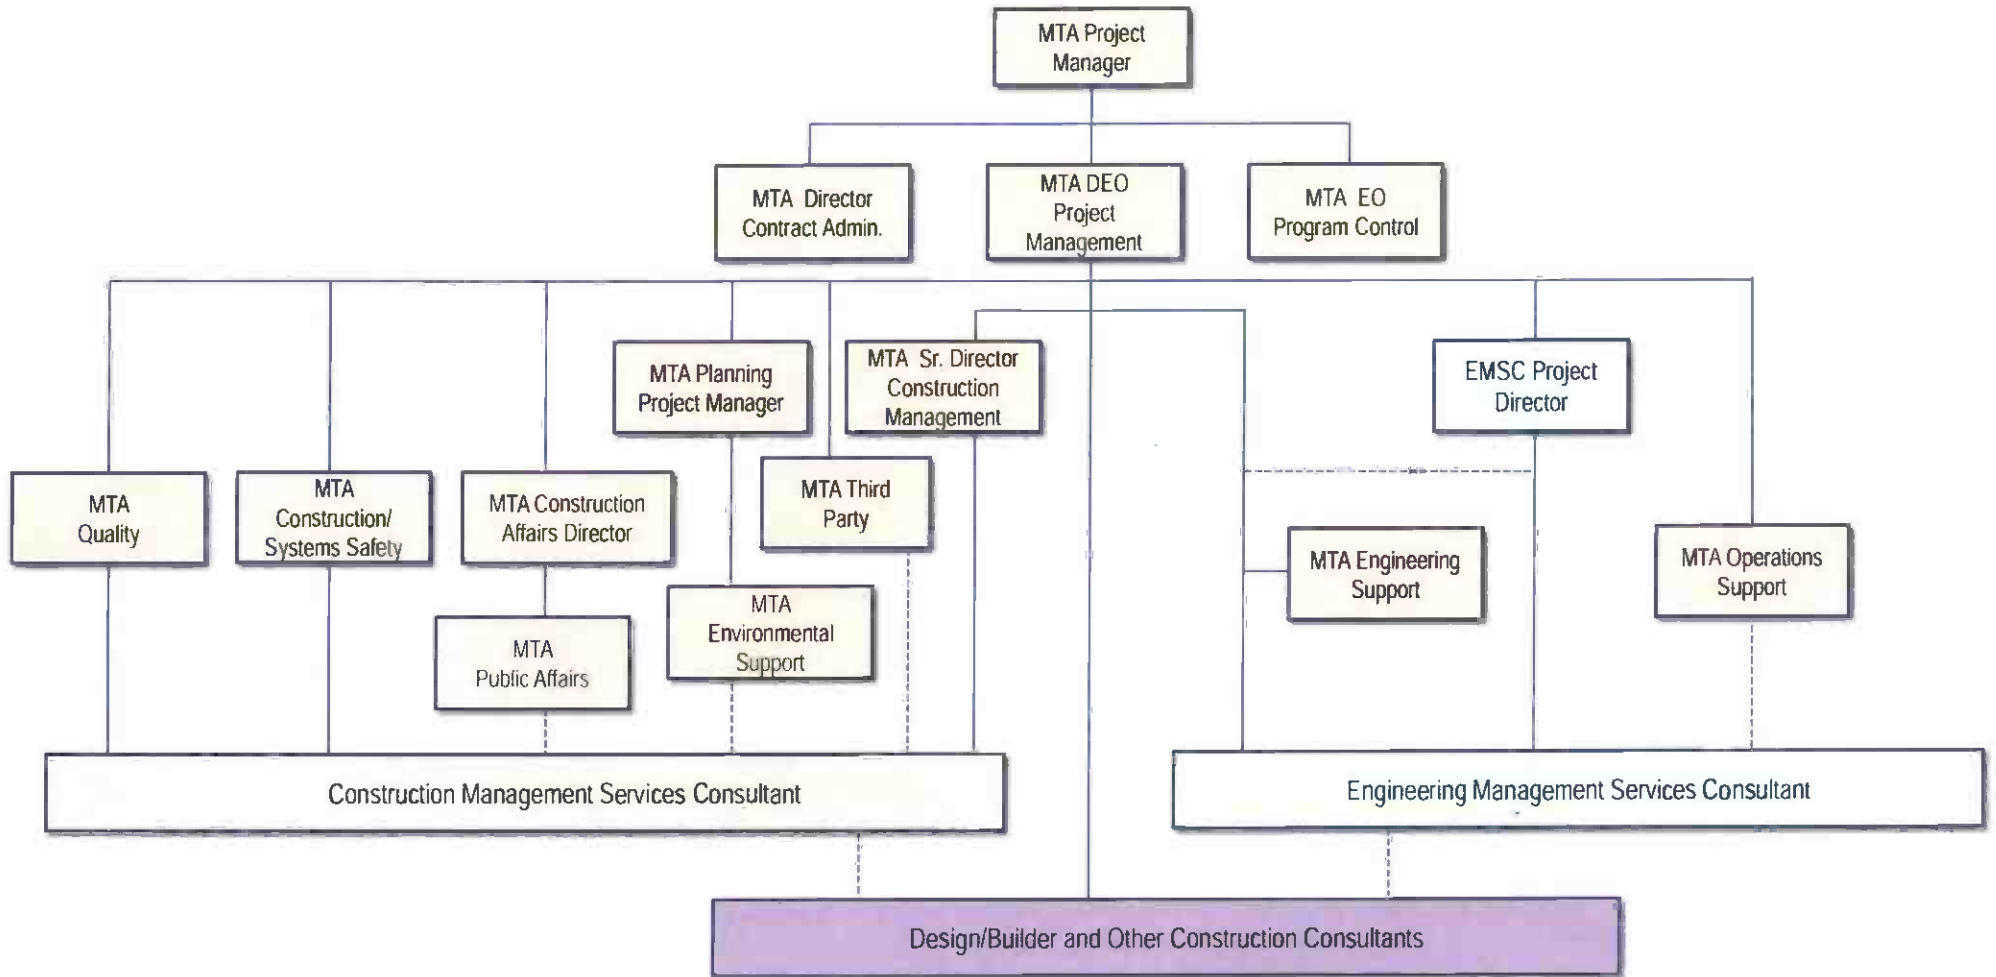 MTA Project
Manager
MTA Director
Contract Admin.
MTA DEO
Project
Management
MTA EO
Program Control
MTA Planning
Project Manager
MTA Sr. Director
Construction
Management
EMSC Project
Director
MTA
Quality
MTA
Construction/
Systems Safety
MTA Construction
Affairs Director
MTA Third
Party
MTA Engineering
Support
MTA Operations
Support
MTA
Public Affairs
MTA
Environmental
Support
Construction Management Services Consultant
Engineering Management Services Consultant
Design/Builder and Other Construction Consultants